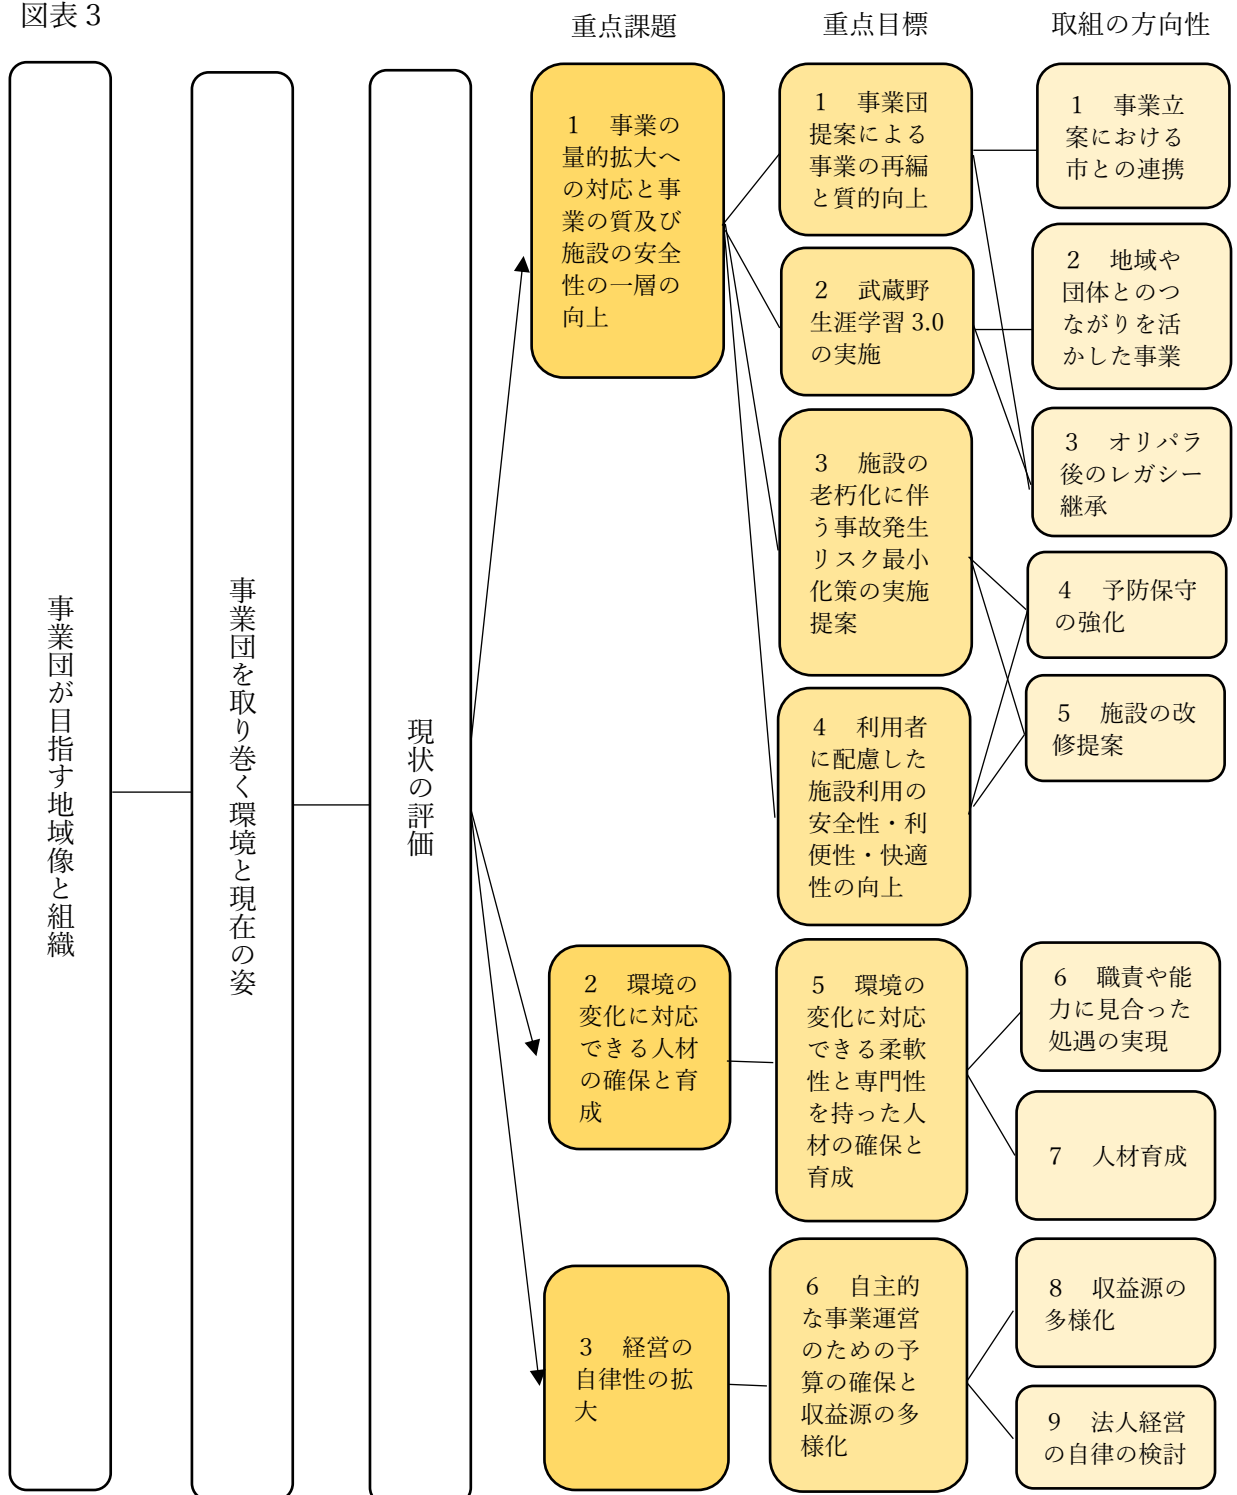 図表３
重点課題
重点目標
取組の方向性
事業団が目指す地域像と組織
事業団を取り巻く環境と現在の姿
現状の評価
１　事業の
量的拡大へ
の対応と事
業の質及び
施設の安全
性の一層の
向上
２　環境の
変化に対応
できる人材
の確保と育
成
３　経営の
自律性の拡
大
１　事業団
提案による
事業の再編
と質的向上
２　武蔵野
生涯学習 3.0
の実施
３　施設の
老朽化に伴
う事故発生
リスク最小
化策の実施
提案
４　利用者
に配慮した
施設利用の
安全性・利
便性・快適
性の向上
５　環境の
変化に対応
できる柔軟
性と専門性
を持った人
材の確保と
育成
６　自主的
な事業運営
のための予
算の確保と
収益源の多
様化
１　事業立
案における
市との連携
２　地域や
団体とのつ
ながりを活
かした事業
３　オリパラ
後のレガシー
継承
４　予防保守
の強化
５　施設の改
修提案
６　職責や能
力に見合った
処遇の実現
７　人材育成
８　収益源の
多様化
９　法人経営
の自律の検討